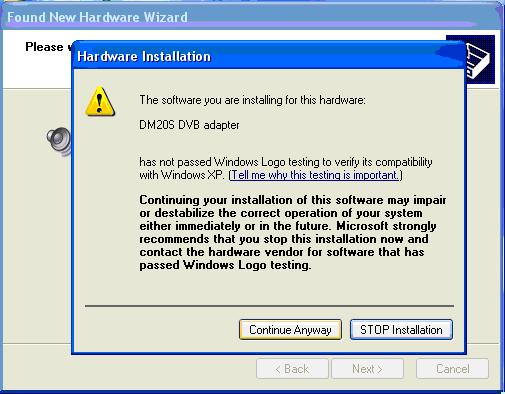 Found New Hardware Wizard
Please
Hardware Installation
The software you are installing for this hardware:
DM20S DVB adapter
has not passed Windows Logo testing to verify its compatibility
with Windows XP. (Tell me why this testing is important.)
Continuing your installation of this software may impair
or destabilize the correct operation of your system
either immediately or in the future. Microsoft strongly
recommends that you stop this installation now and
contact the hardware vendor for software that has
passed Windows Logo testing.
Continue Anyway
STOP Installation
< Back
Next >
Cancel